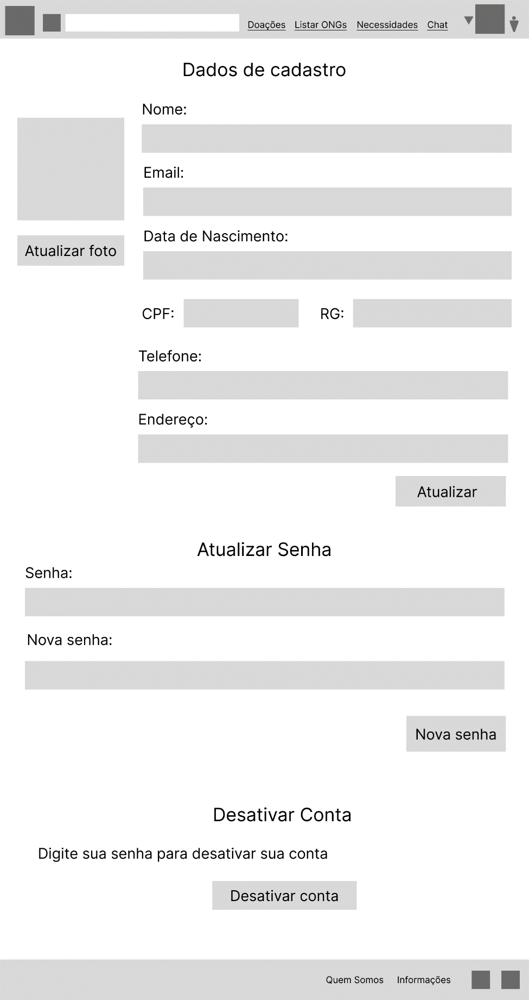 Doações Listar ONGs Necessidades Chat
Dados de cadastro
Nome:
Email:
Data de Nascimento:
Atualizar foto
CPF: RG:
Telefone:
Endereço:
Atualizar
Atualizar Senha
Senha:
Nova senha:
Nova senha
Desativar Conta
Digite sua senha para desativar sua conta
Desativar conta
Quem Somos Informações